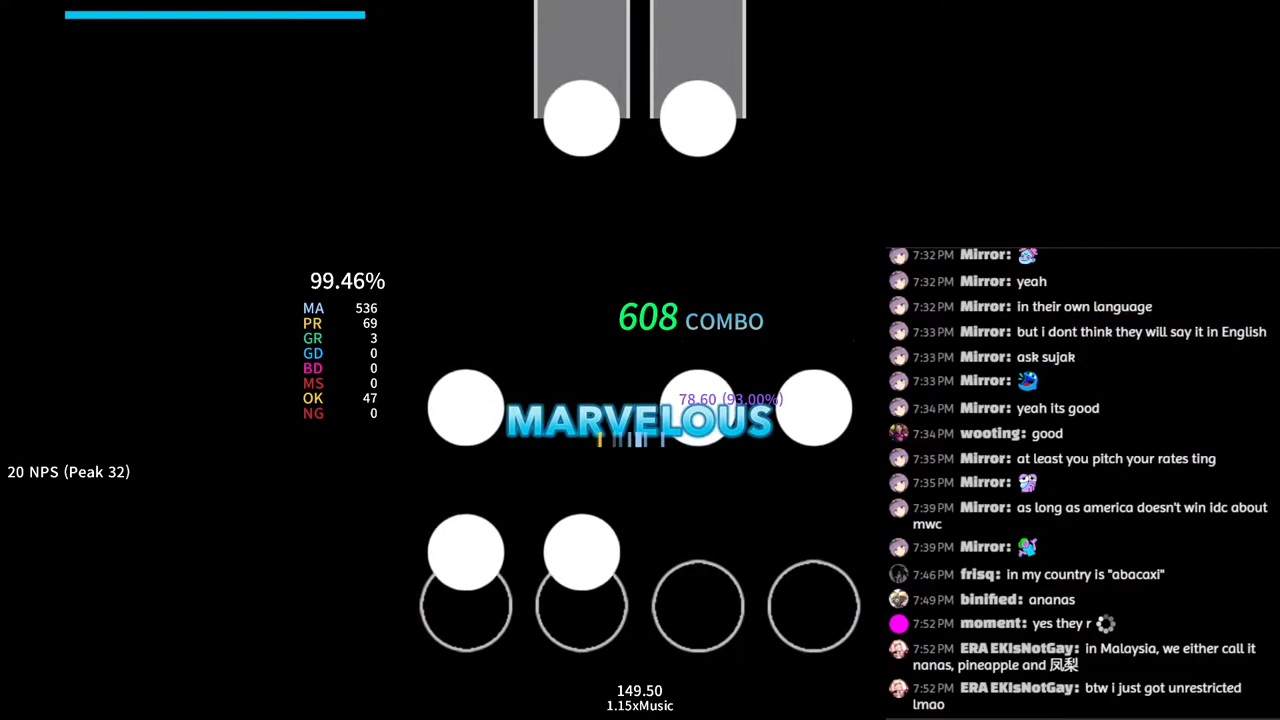 99.46%
MA 536
PR 69
GR 3
GD 0
BD 0
MS 0
OK 47
NG 0
20 NPS (Peak 32)
608 COMBO
78.60 (93.00%)
MARVELOUS
149.50
1.15xMusic
7:32 PM Mirror:
7:32 PM Mirror: yeah
7:32 PM Mirror: in their own language
7:33 PM Mirror: but i dont think they will say it in English
7:33 PM Mirror: ask sujak
7:33 PM Mirror:
7:34 PM Mirror: yeah its good
7:34 PM wooting: good
7:35 PM Mirror: at least you pitch your rates ting
7:35 PM Mirror:
7:39 PM Mirror: as long as america doesn't win idc about
mwc
7:39 PM Mirror:
7:46 PM frisq: in my country is "abacaxi"
7:49 PM binified: ananas
7:52 PM moment: yes they r
7:52 PM ERA EKIsNotGay: in Malaysia, we either call it
nanas, pineapple and 凤梨
7:52 PM ERA EKIsNotGay: btw i just got unrestricted
lmao